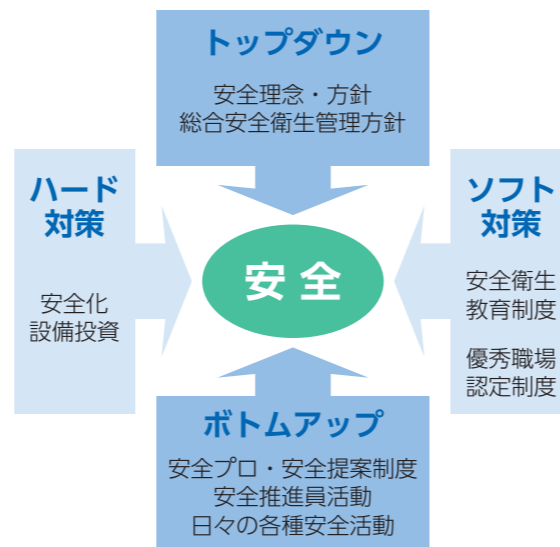 トップダウン
安全理念・方針
総合安全衛生管理方針
ハード
対策
安全化
設備投資
安全
ソフト
対策
安全衛生
教育制度
優秀職場
認定制度
ボトムアップ
安全プロ・安全提案制度
安全推進員活動
日々の各種安全活動